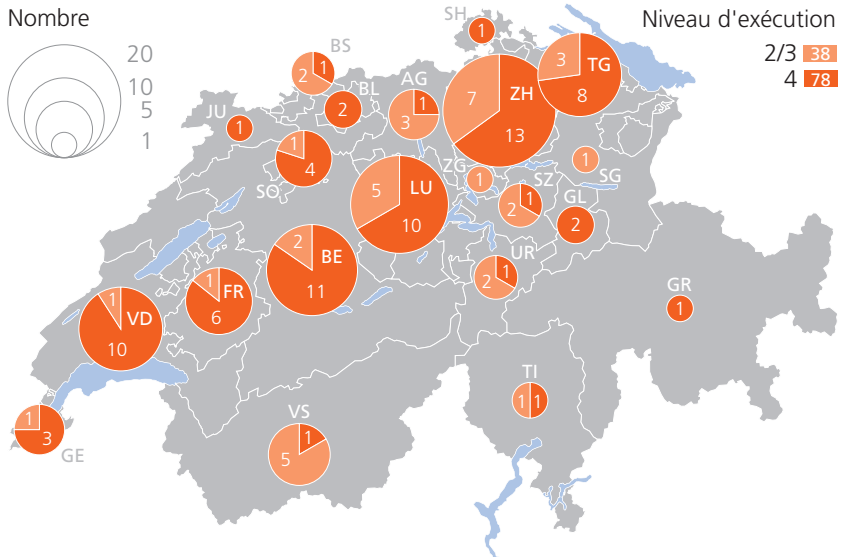 Nombre
20
10
5
1
Niveau d'exécution
2/3 38
4 78
SH
1
BS
2 1
BL
2
AG
1
3
ZH
7
13
TG
3
8
JU
1
SO
1
4
LU
5
10
ZG
1
SG
1
SZ
1
2
GL
2
BE
2
11
UR
1
2
FR
1
6
VD
1
10
GR
1
TI
1 1
VS
1
5
GE
1
3